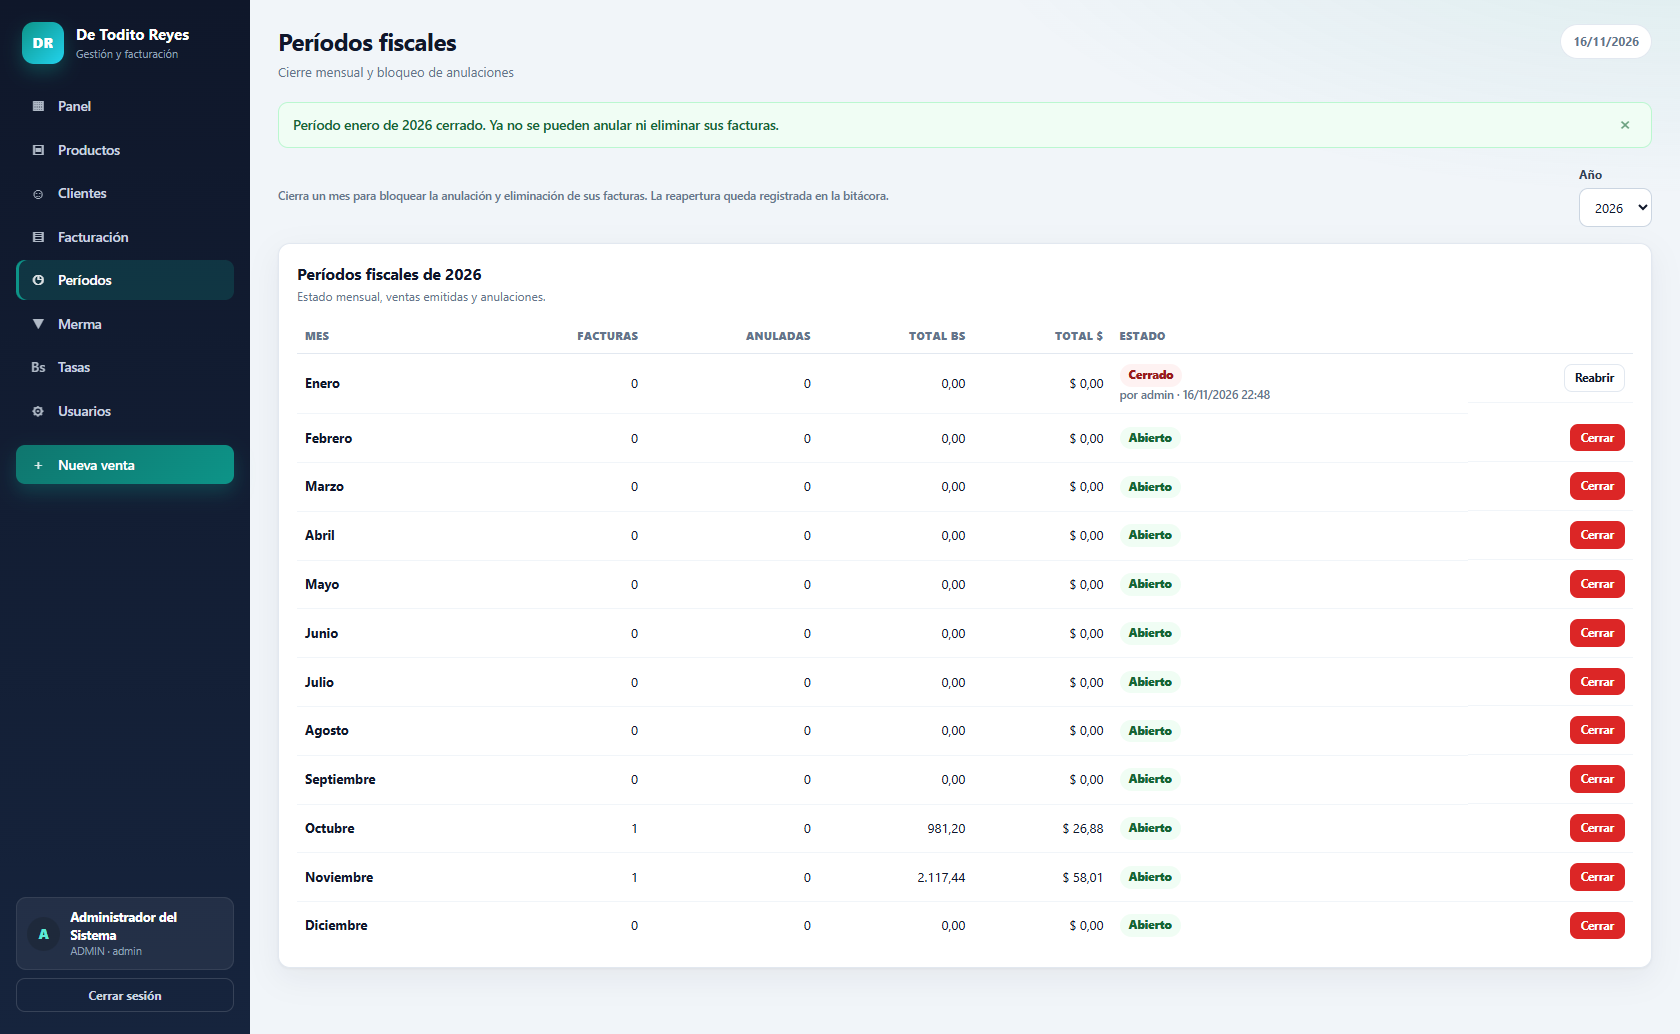 DR
De Todito Reyes
Gestión y facturación
Panel
Productos
Clientes
Facturación
Períodos
Merma
Bs Tasas
Usuarios
+ Nueva venta
A
Administrador del
Sistema
ADMIN · admin
Cerrar sesión
Períodos fiscales
16/11/2026
Cierre mensual y bloqueo de anulaciones
Período enero de 2026 cerrado. Ya no se pueden anular ni eliminar sus facturas. ×
Año
Cierra un mes para bloquear la anulación y eliminación de sus facturas. La reapertura queda registrada en la bitácora.
2026
Períodos fiscales de 2026
Estado mensual, ventas emitidas y anulaciones.
MES FACTURAS ANULADAS TOTAL BS TOTAL $ ESTADO
Enero 0 0 0,00 $ 0,00 Cerrado Reabrir
por admin · 16/11/2026 22:48
Febrero 0 0 0,00 $ 0,00 Abierto Cerrar
Marzo 0 0 0,00 $ 0,00 Abierto Cerrar
Abril 0 0 0,00 $ 0,00 Abierto Cerrar
Mayo 0 0 0,00 $ 0,00 Abierto Cerrar
Junio 0 0 0,00 $ 0,00 Abierto Cerrar
Julio 0 0 0,00 $ 0,00 Abierto Cerrar
Agosto 0 0 0,00 $ 0,00 Abierto Cerrar
Septiembre 0 0 0,00 $ 0,00 Abierto Cerrar
Octubre 1 0 981,20 $ 26,88 Abierto Cerrar
Noviembre 1 0 2.117,44 $ 58,01 Abierto Cerrar
Diciembre 0 0 0,00 $ 0,00 Abierto Cerrar